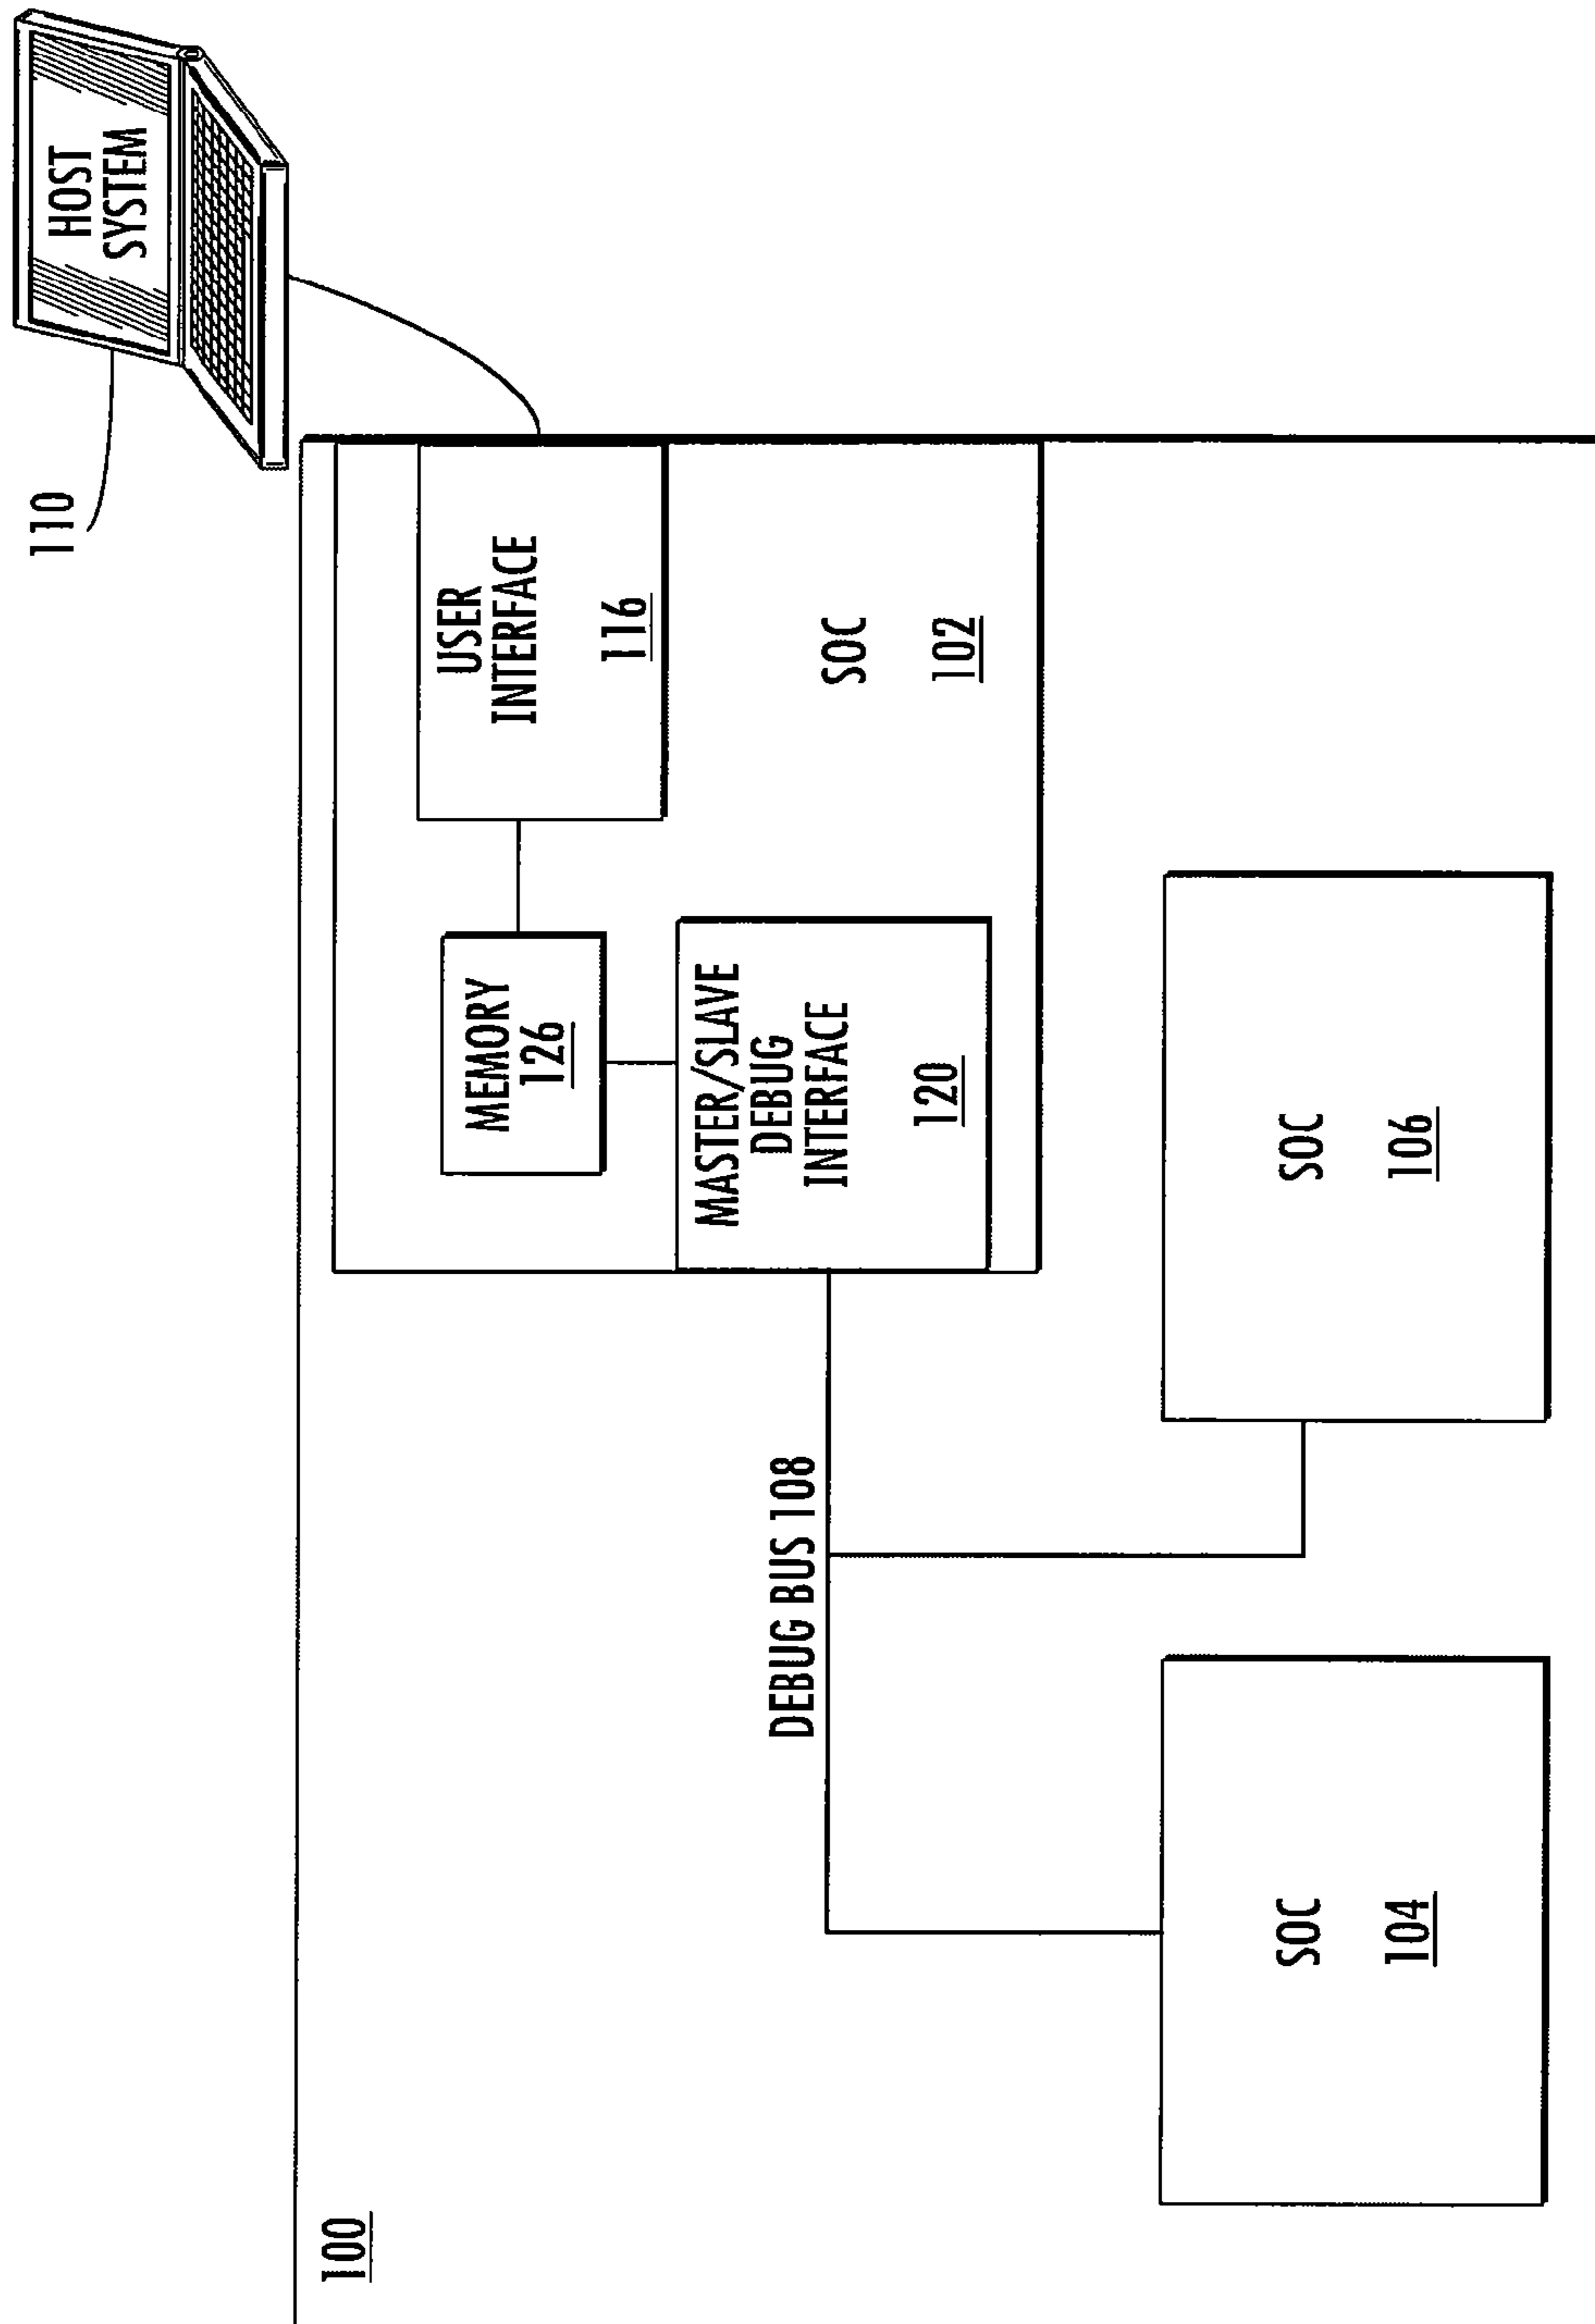 100
110
HOST
SYSTEM
USER
INTERFACE
116
MEMORY
126
MASTER/SLAVE
DEBUG
INTERFACE
120
SOC
102
DEBUG BUS 108
SOC
104
SOC
106